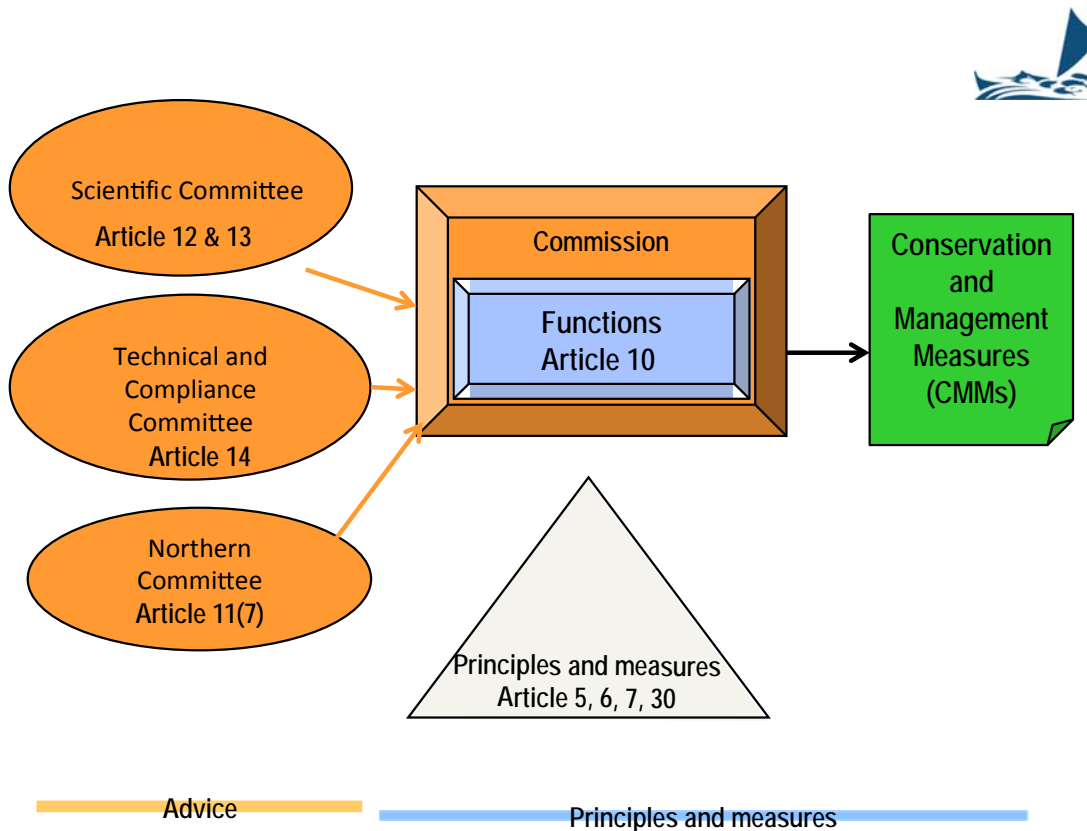 Scientific Committee
Article 12 & 13
Technical and
Compliance
Committee
Article 14
Northern
Committee
Article 11(7)
Commission
Functions
Article 10
Conservation
and
Management
Measures
(CMMs)
Principles and measures
Article 5, 6, 7, 30
Advice
Principles and measures